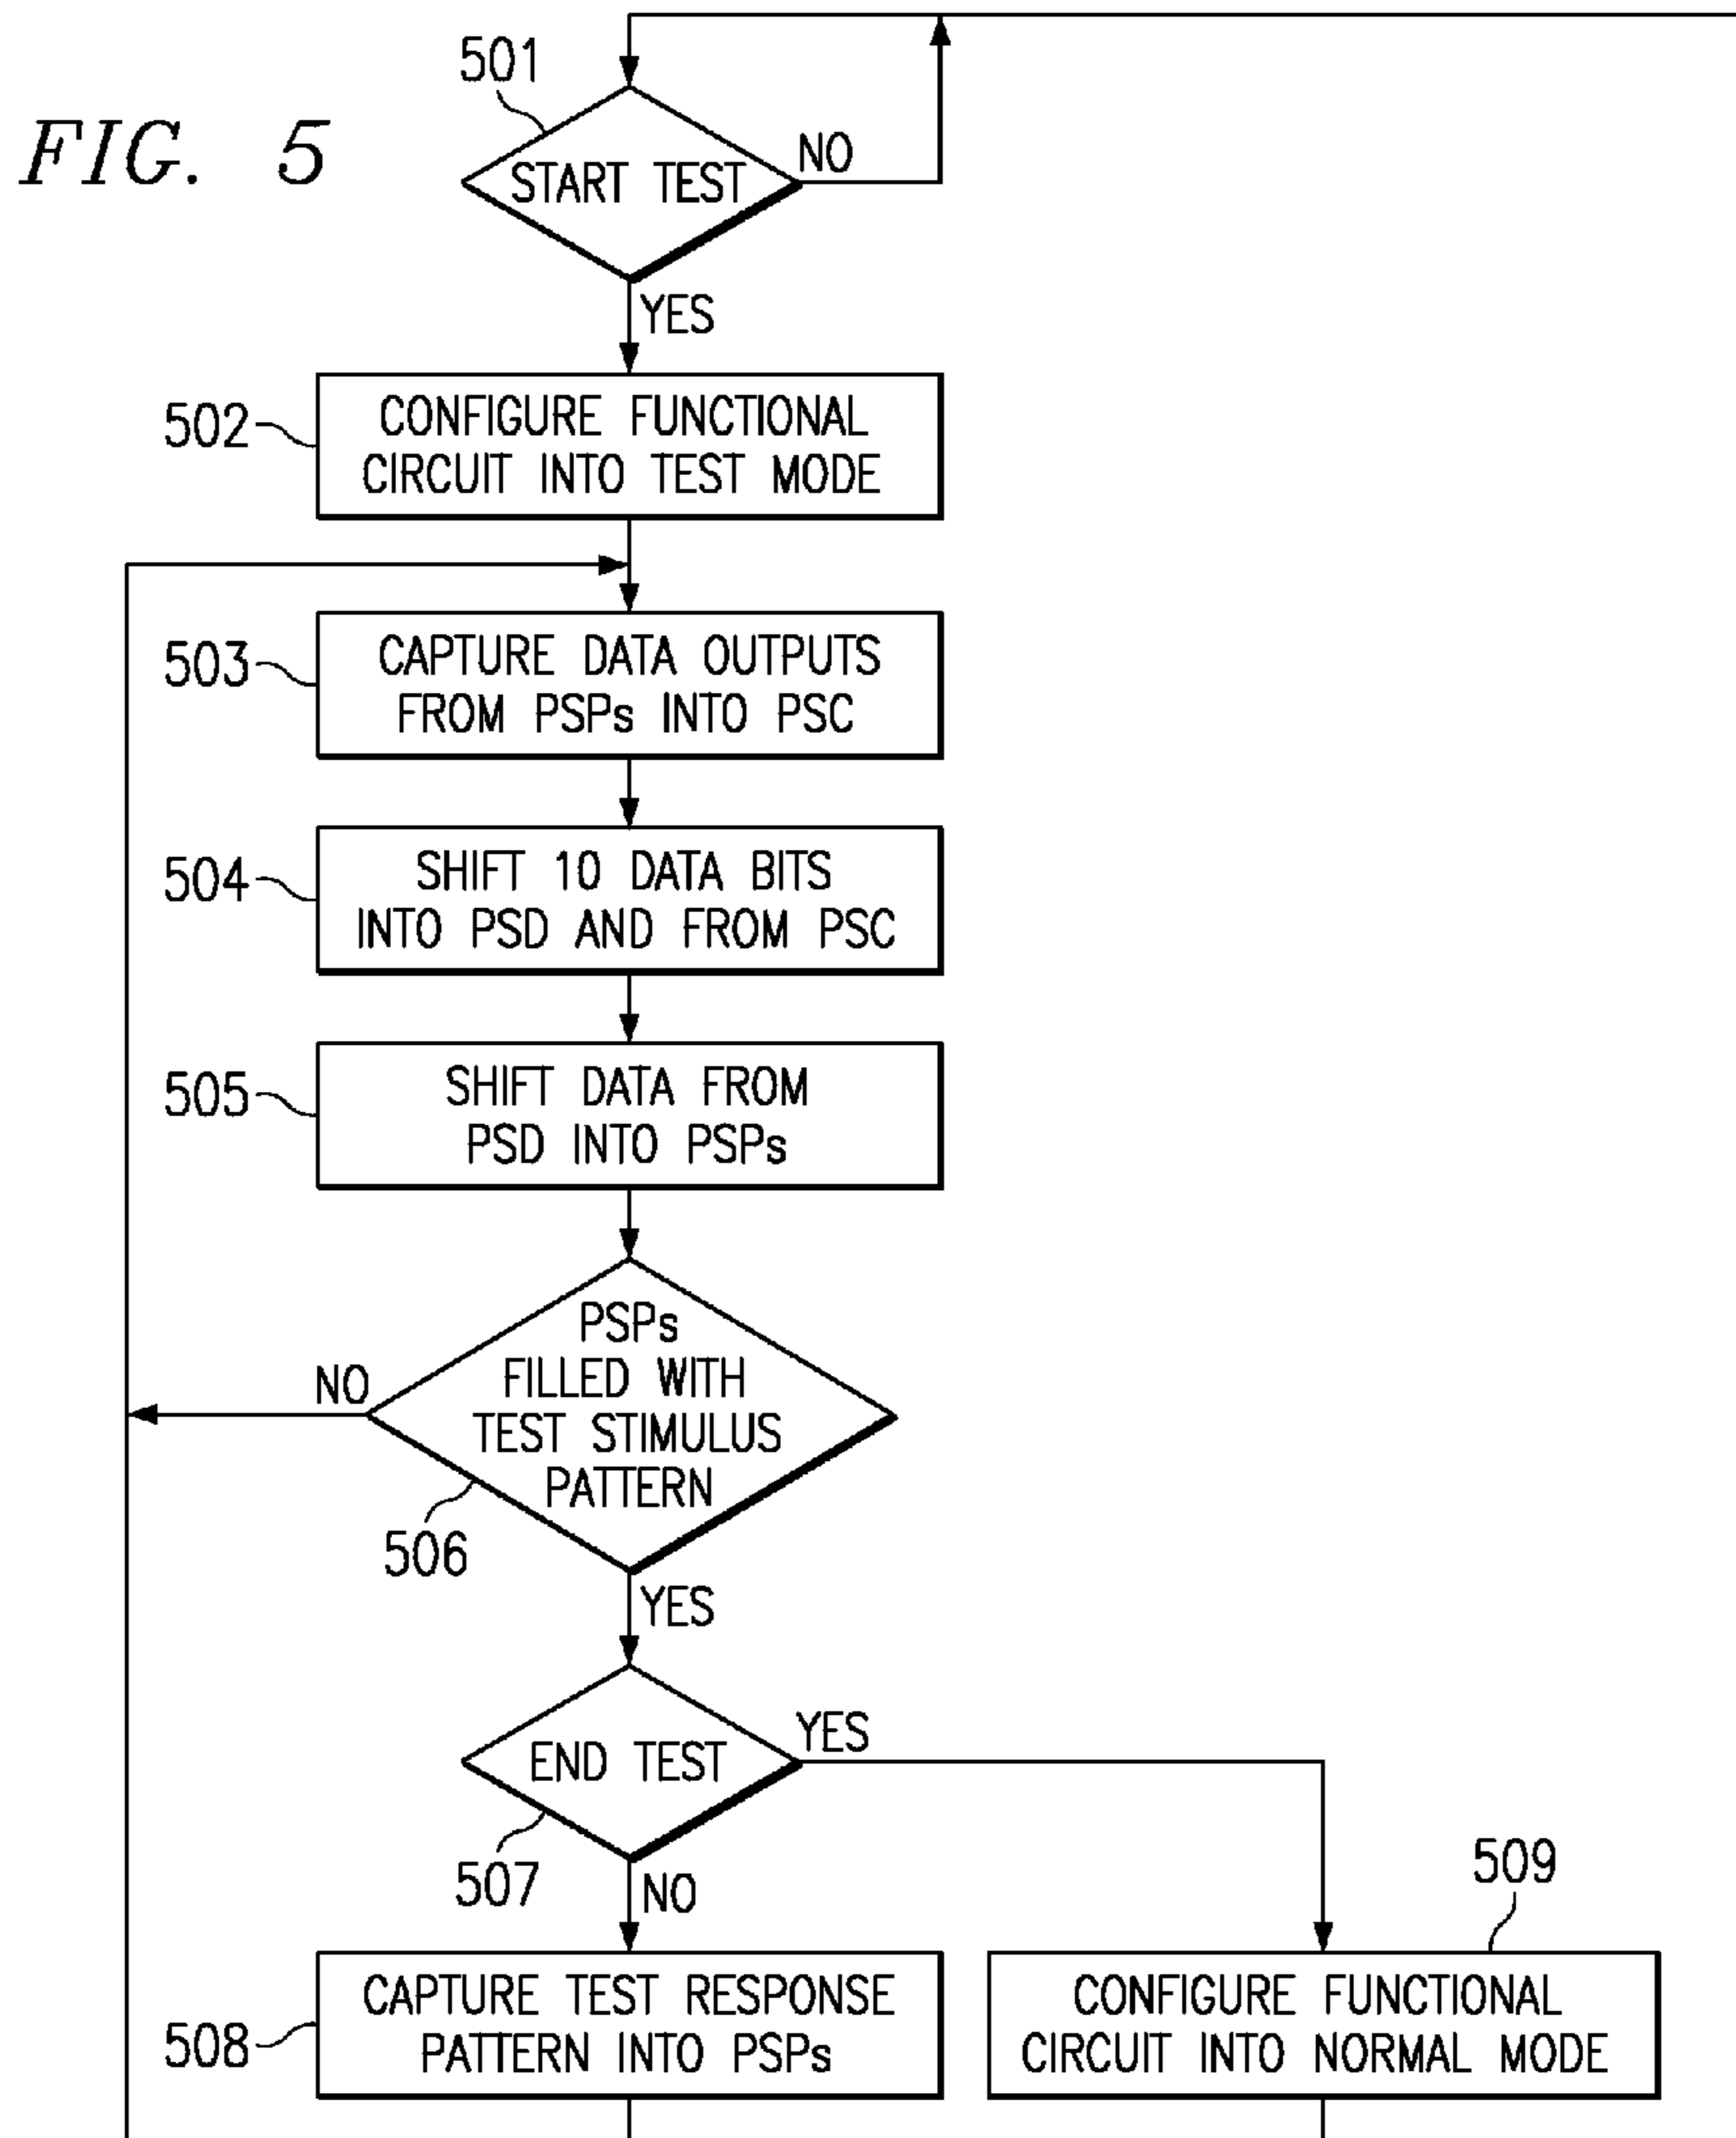 FIG. 5
501
START TEST
NO
YES
502
CONFIGURE FUNCTIONAL
CIRCUIT INTO TEST MODE
503
CAPTURE DATA OUTPUTS
FROM PSPs INTO PSC
504
SHIFT 10 DATA BITS
INTO PSD AND FROM PSC
505
SHIFT DATA FROM
PSD INTO PSPs
PSPs
FILLED WITH
TEST STIMULUS
PATTERN
NO
506
YES
END TEST
YES
507
NO
508
CAPTURE TEST RESPONSE
PATTERN INTO PSPs
509
CONFIGURE FUNCTIONAL
CIRCUIT INTO NORMAL MODE